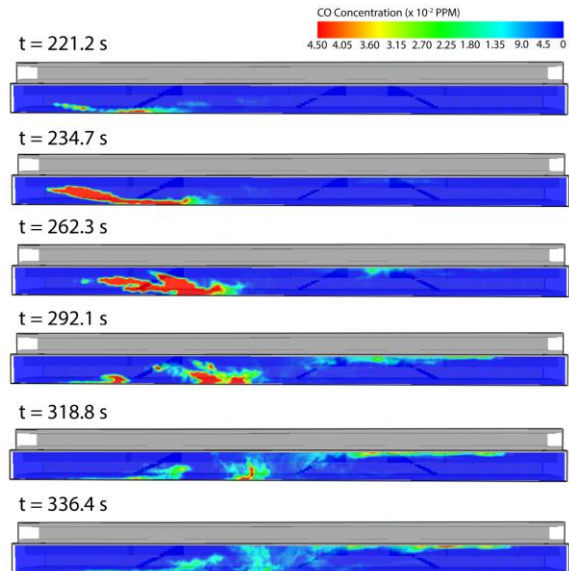 CO Concentration (x 10⁻² PPM)
4.50 4.05 3.60 3.15 2.70 2.25 1.80 1.35 9.0 4.5 0
t = 221.2 s
t = 234.7 s
t = 262.3 s
t = 292.1 s
t = 318.8 s
t = 336.4 s